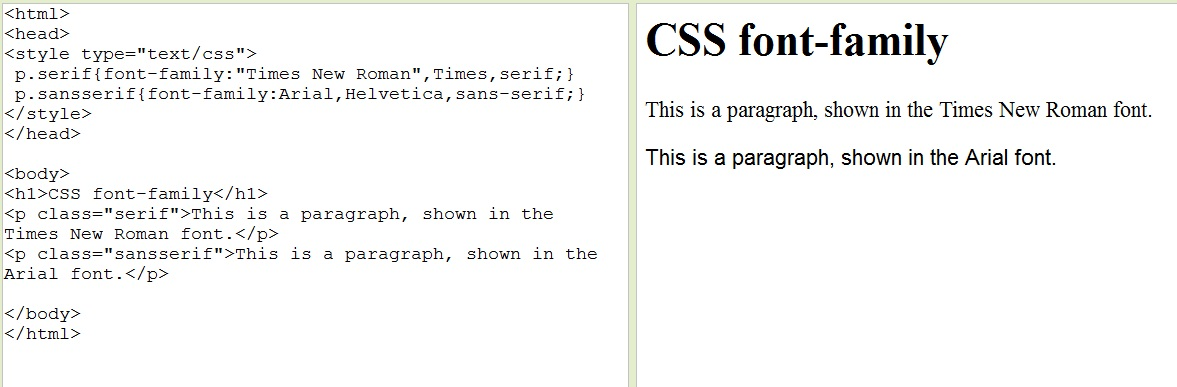 <html>
<head>
<style type="text/css">
p.serif{font-family:"Times New Roman",Times,serif;}
p.sansserif{font-family:Arial,Helvetica,sans-serif;}
</style>
</head>
<body>
<h1>CSS font-family</h1>
<p class="serif">This is a paragraph, shown in the
Times New Roman font.</p>
<p class="sansserif">This is a paragraph, shown in the
Arial font.</p>
</body>
</html>
CSS font-family
This is a paragraph, shown in the Times New Roman font.
This is a paragraph, shown in the Arial font.